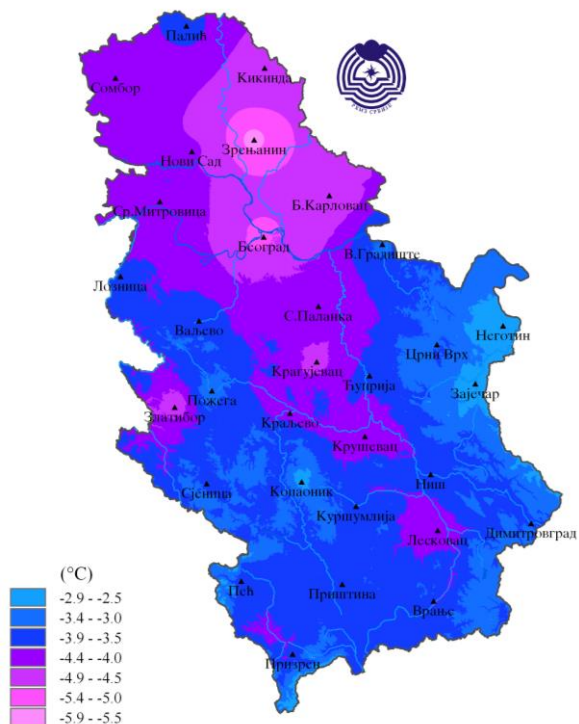 Палић
Кикинда
Сомбор
РХМЗ СРБИЈЕ
Зрењанин
Нови Сад
Б.Карловац
Ср.Митровица
Београд
В.Градиште
Лозница
С.Паланка
Ваљево
Неготин
Црни Врх
Крагујевац
Ћуприја
Зајечар
Пожега
Златибор
Краљево
Крушевац
Ниш
Сјеница
Копаоник
Куршумлија
Димитровград
Лесковац
(°C)
Пећ
Приштина
-2.9 - -2.5
Врање
-3.4 - -3.0
-3.9 - -3.5
-4.4 - -4.0
Призрен
-4.9 - -4.5
-5.4 - -5.0
-5.9 - -5.5